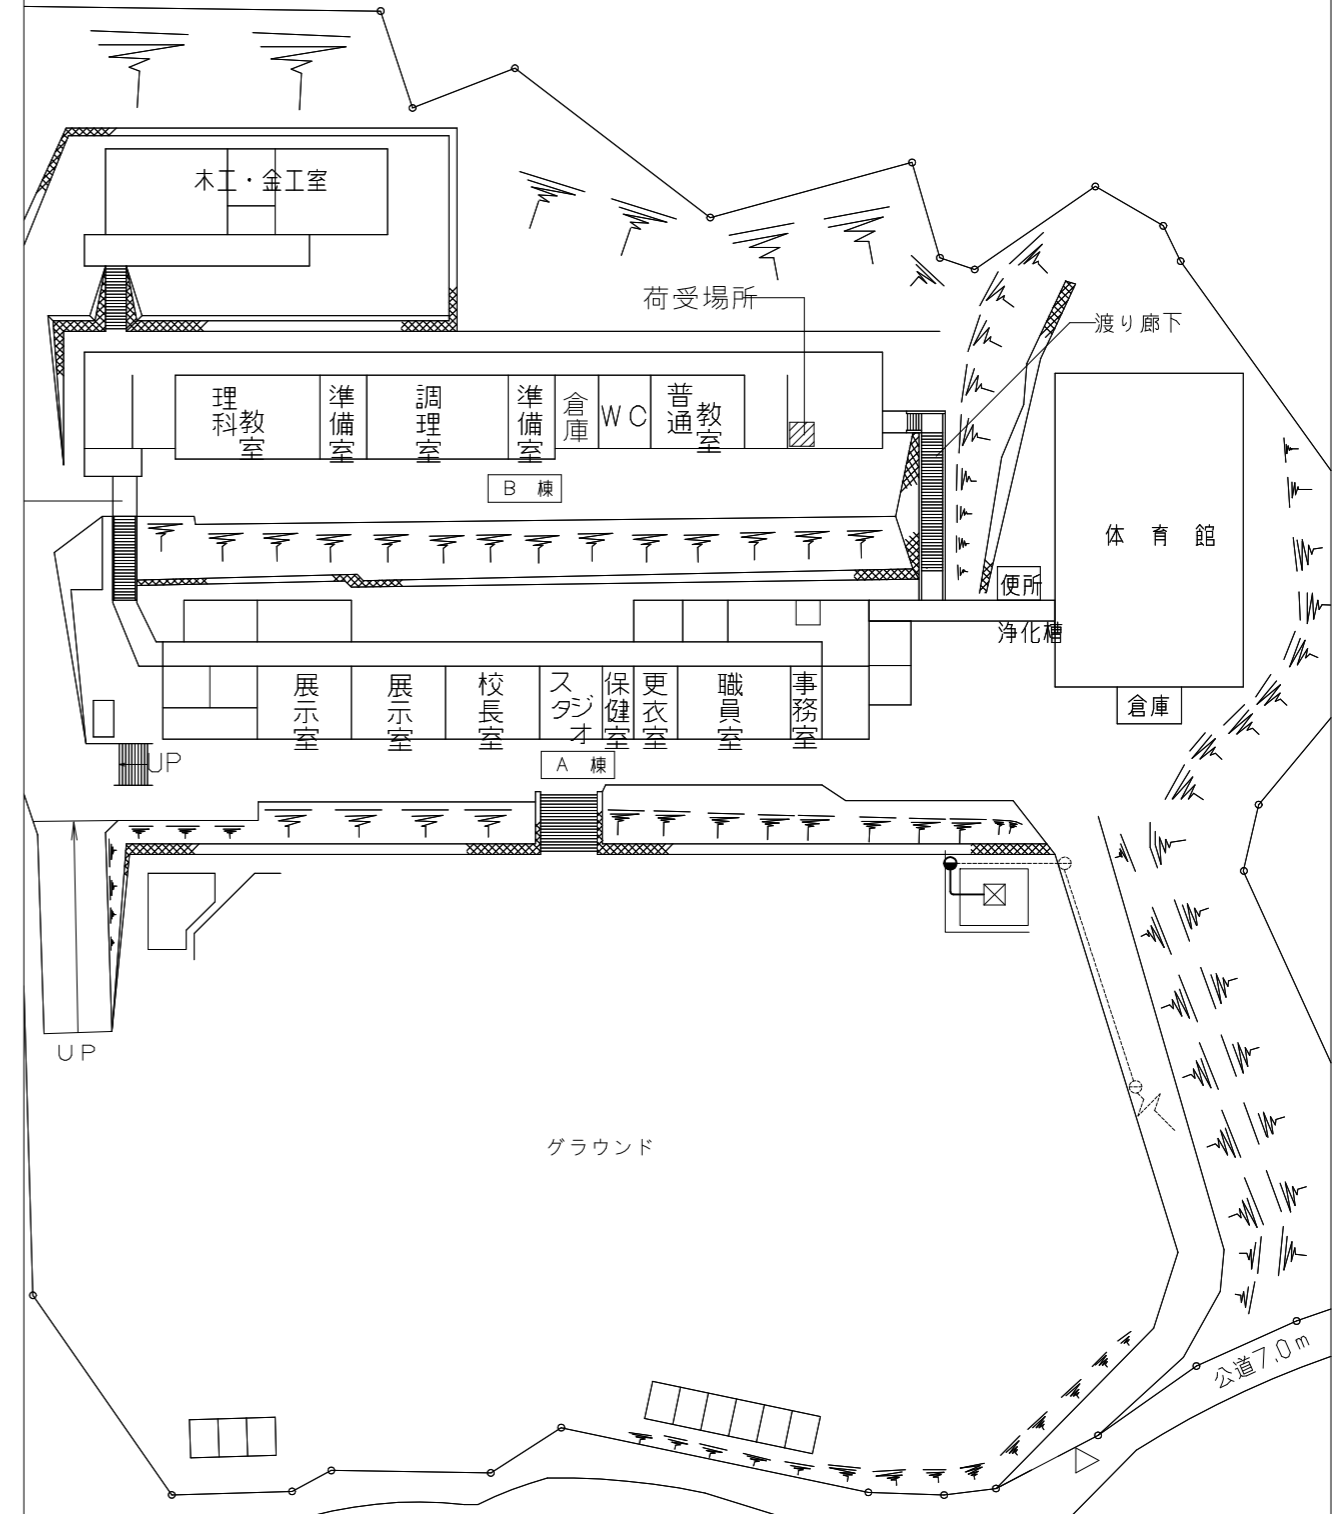 木工・金工室
荷受場所
渡り廊下
理科教室
準備室
調理室
準備室
倉庫
WC
普通教室
B 棟
体 育 館
便所
浄化槽
展示室
展示室
校長室
スタジオ
保健室
更衣室
職員室
事務室
倉庫
A 棟
UP
UP
グラウンド
公道7.0m